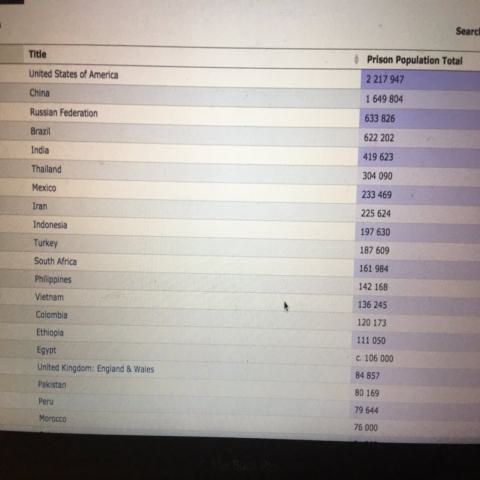 Search
Title Prison Population Total
United States of America 2 217 947
China 1 649 804
Russian Federation 633 826
Brazil 622 202
India 419 623
Thailand 304 090
Mexico 233 469
Iran 225 624
Indonesia 197 630
Turkey 187 609
South Africa 161 984
Philippines 142 168
Vietnam 136 245
Colombia 120 173
Ethiopia 111 050
Egypt c. 106 000
United Kingdom: England & Wales 84 857
Pakistan 80 169
Peru 79 644
Morocco 76 000